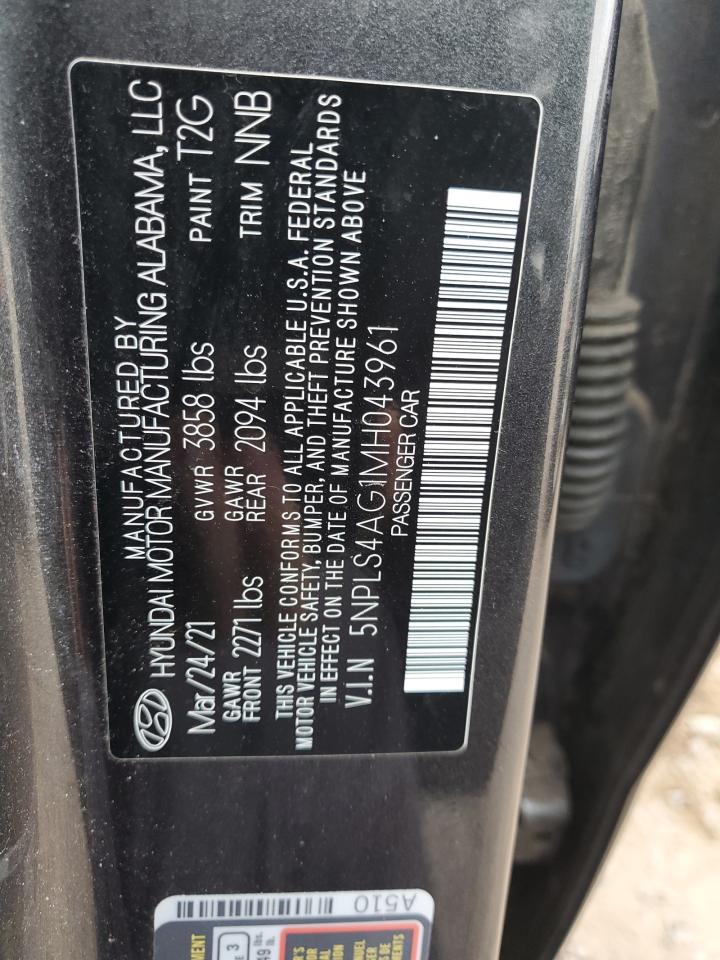 MANUFACTURED BY
HYUNDAI MOTOR MANUFACTURING ALABAMA, LLC
Mar/24/21 GVWR 3858 lbs PAINT T2G
GAWR FRONT 2271 lbs GAWR REAR 2094 lbs TRIM NNB
THIS VEHICLE CONFORMS TO ALL APPLICABLE U.S.A. FEDERAL
MOTOR VEHICLE SAFETY, BUMPER, AND THEFT PREVENTION STANDARDS
IN EFFECT ON THE DATE OF MANUFACTURE SHOWN ABOVE
V.I.N 5NPLS4AG1MH043961
PASSENGER CAR
A510
3